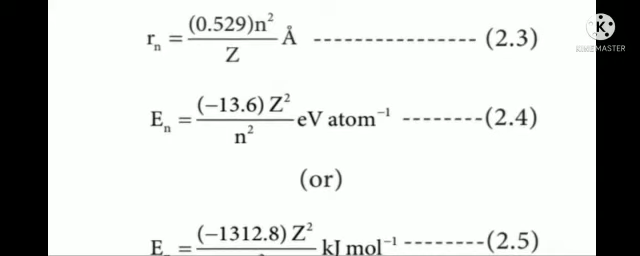 rₙ = (0.529)n² / Z Å ---------------- (2.3)
K
KINEMASTER
Eₙ = (−13.6) Z² / n² eV atom⁻¹ --------(2.4)
(or)
E = (−1312.8) Z² kJ mol⁻¹ --------(2.5)